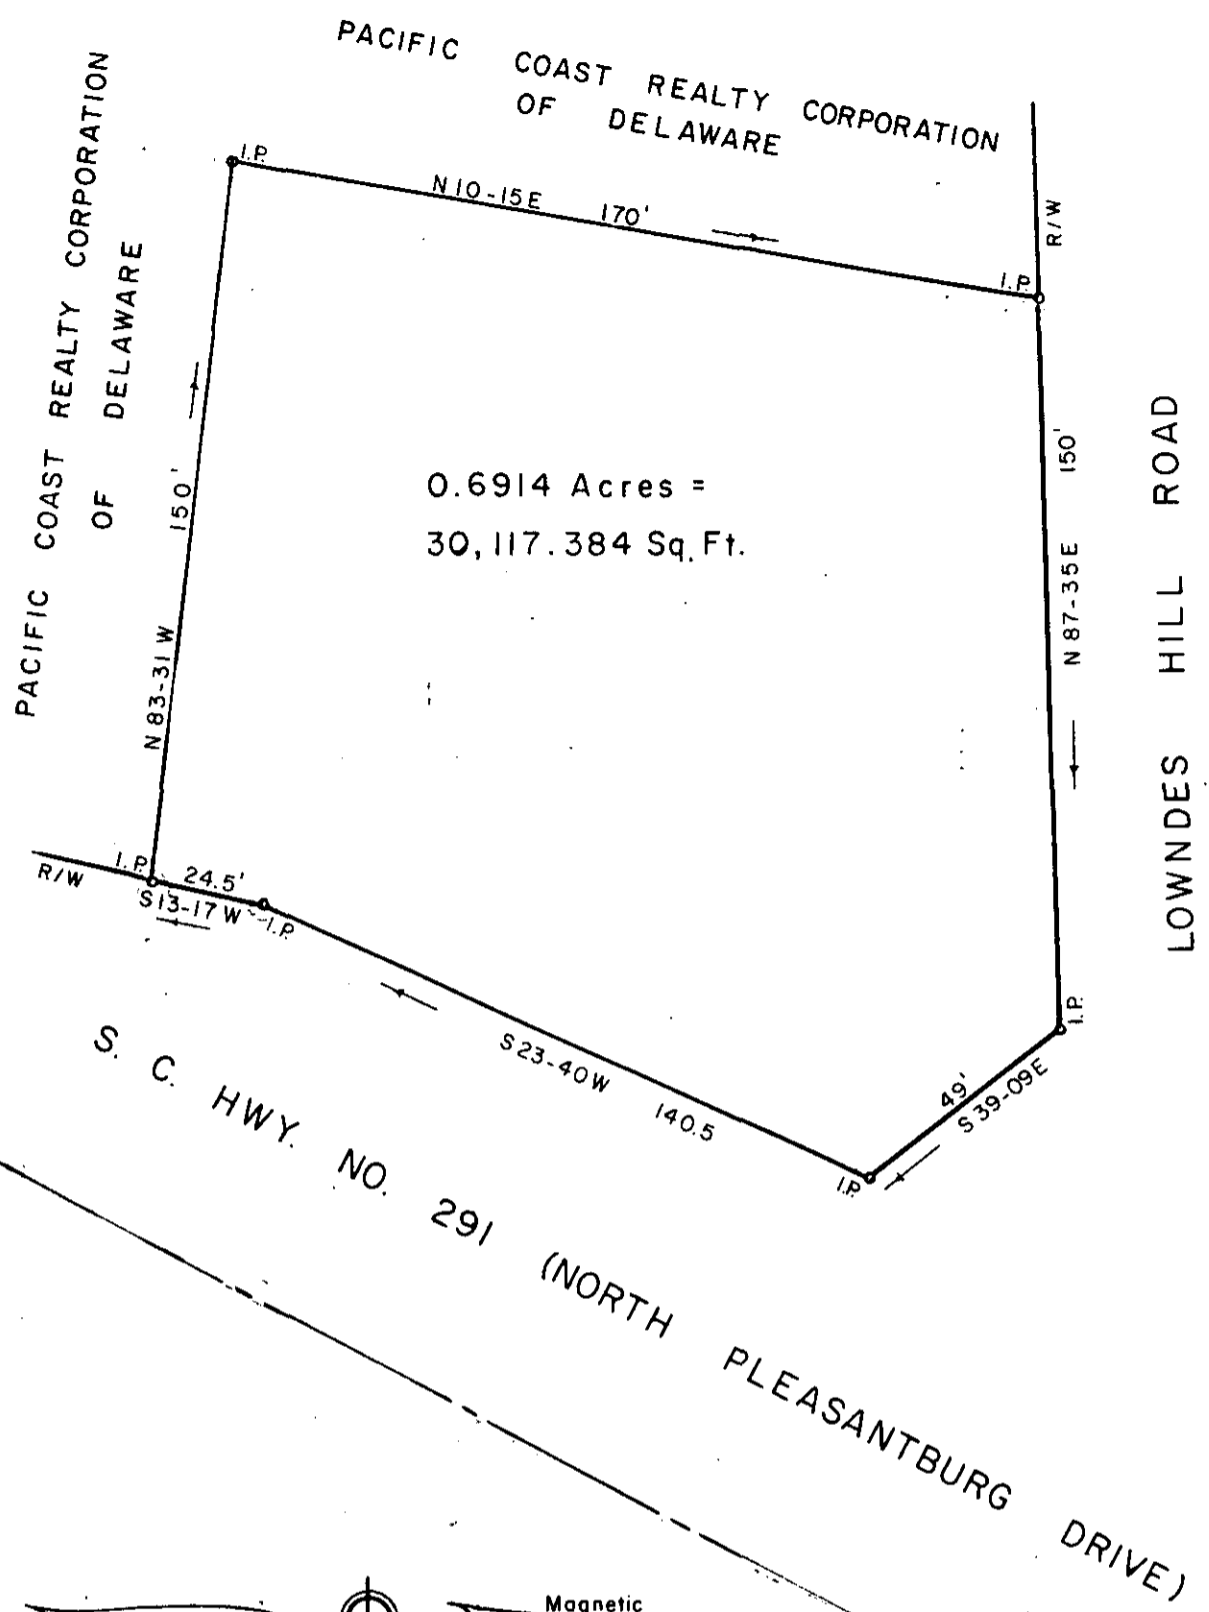 PACIFIC COAST REALTY CORPORATION
OF DELAWARE
PACIFIC COAST REALTY CORPORATION
OF DELAWARE
I.P.
N 10-15 E 170'
I.P.
R/W
150'
N 83-31 W
0.6914 Acres =
30,117.384 Sq. Ft.
150'
N 87-35 E
LOWNDES HILL ROAD
I.P.
R/W
24.5'
S 13-17 W
I.P.
S 23-40 W 140.5
I.P.
49'
S 39-09 E
I.P.
S. C. HWY. NO. 291 (NORTH PLEASANTBURG DRIVE)
Magnetic